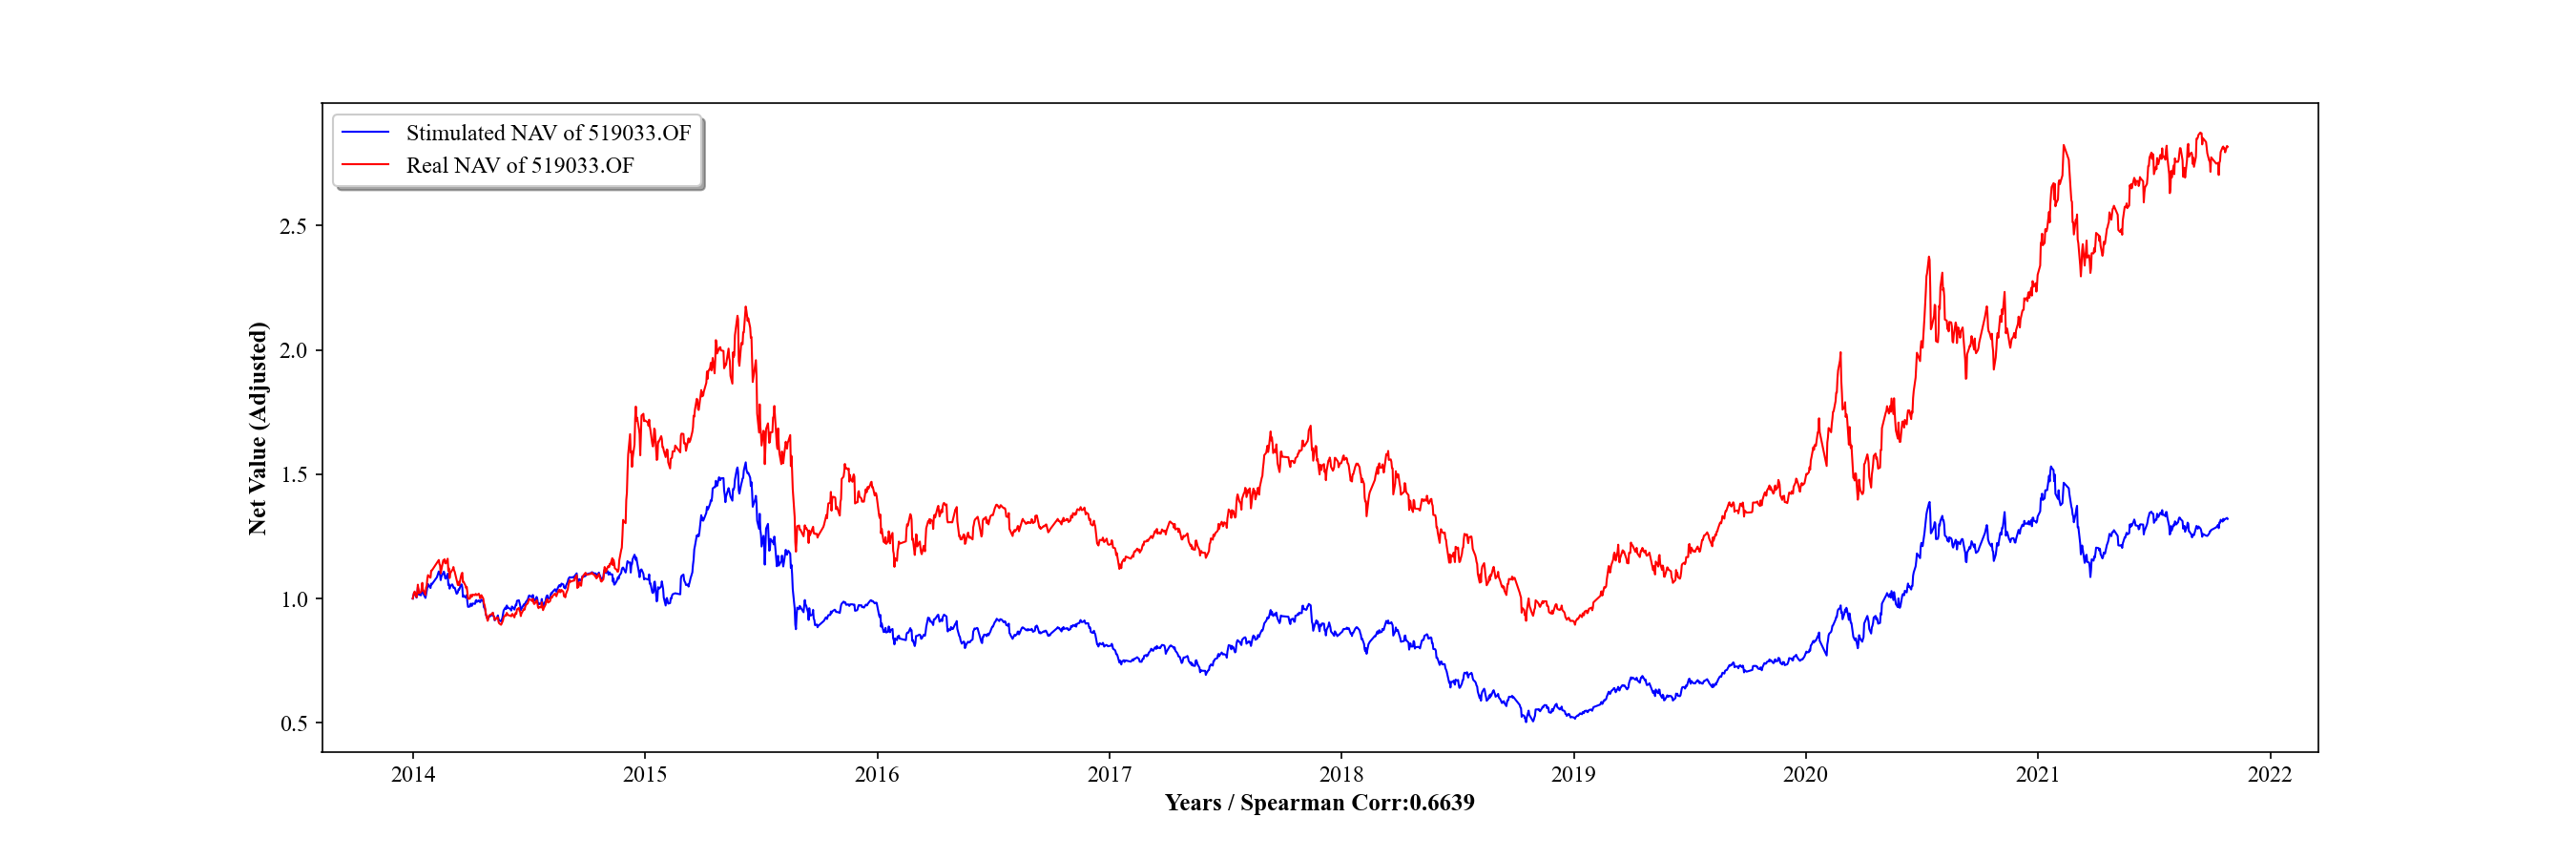 Stimulated NAV of 519033.OF
Real NAV of 519033.OF
Net Value (Adjusted)
2.5
2.0
1.5
1.0
0.5
2014 2015 2016 2017 2018 2019 2020 2021 2022
Years / Spearman Corr:0.6639